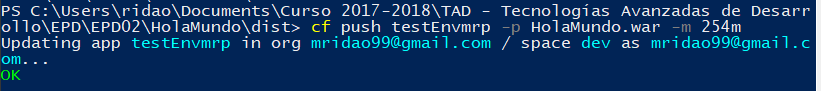 PS C:\Users\ridao\Documents\Curso 2017-2018\TAD - Tecnologías Avanzadas de Desarr
ollo\EPD\EPD02\HolaMundo\dist> cf push testEnvmrp -p HolaMundo.war -m 254m
Updating app testEnvmrp in org mridao99@gmail.com / space dev as mridao99@gmail.c
om...
OK